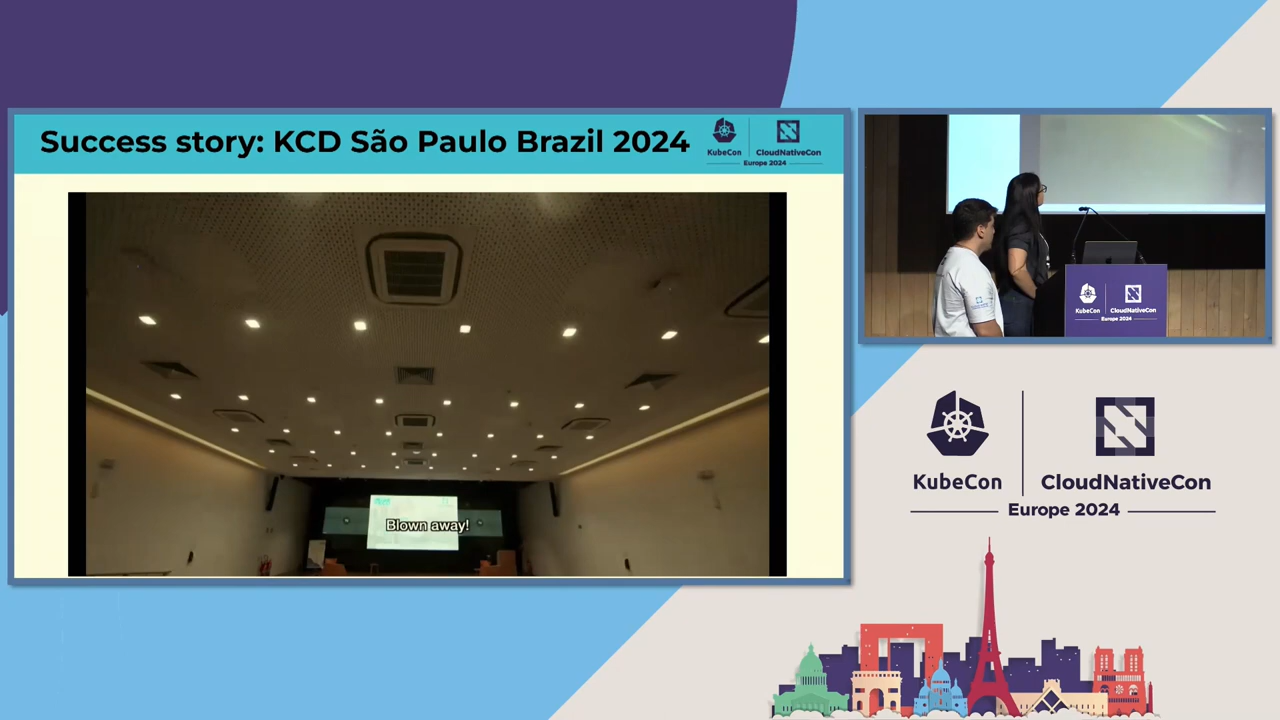 Success story: KCD São Paulo Brazil 2024
KubeCon
CloudNativeCon
Europe 2024
Blown away!
KubeCon
CloudNativeCon
Europe 2024
KubeCon
CloudNativeCon
Europe 2024